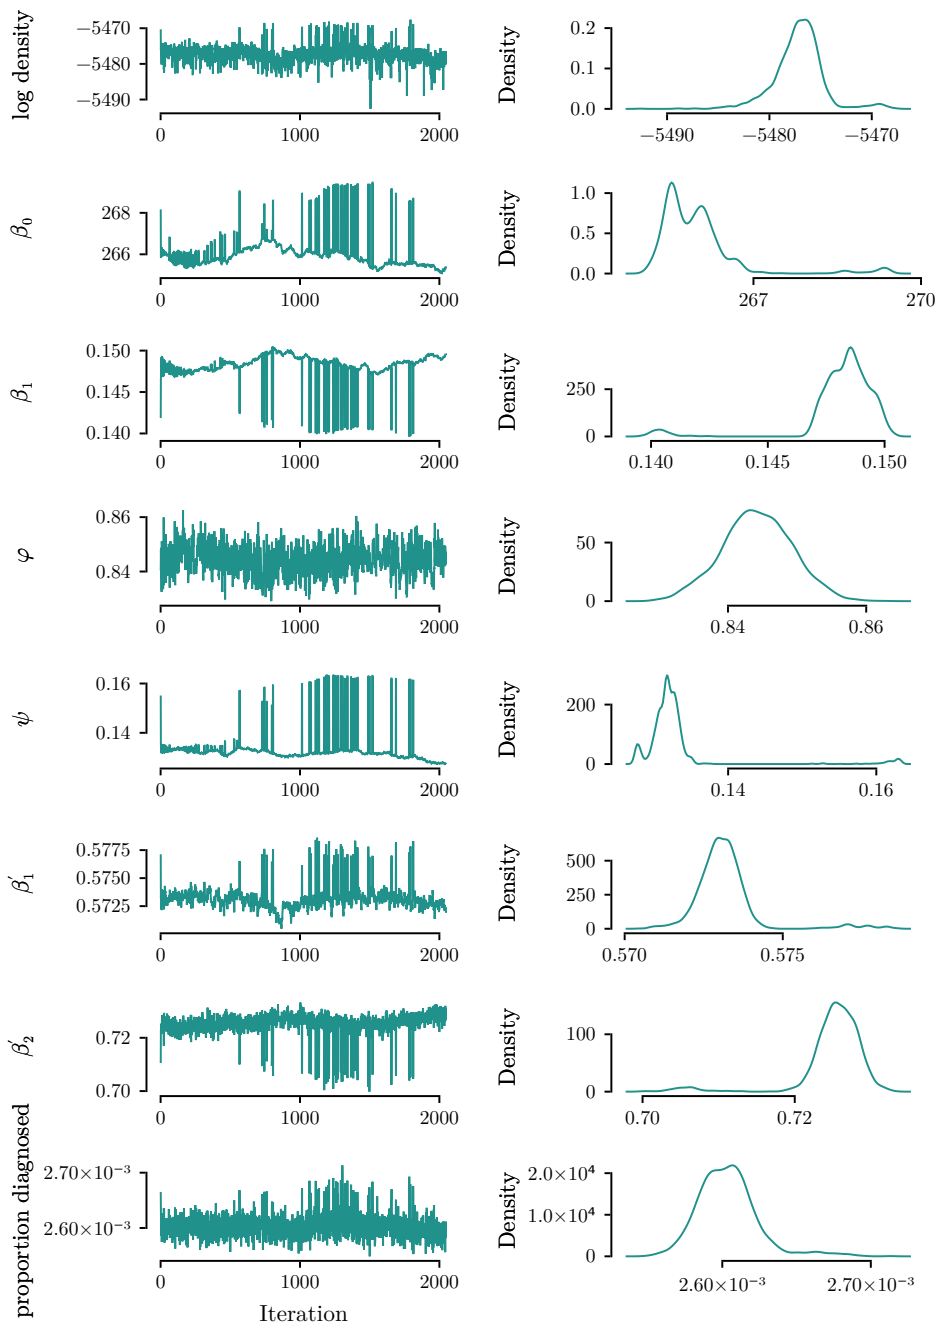 log density
−5470
−5480
−5490
0 1000 2000
Density
0.2
0.1
0.0
−5490 −5480 −5470
β0
268
266
0 1000 2000
Density
1.0
0.5
0.0
267 270
β1
0.150
0.145
0.140
0 1000 2000
Density
250
0
0.140 0.145 0.150
φ
0.86
0.84
0 1000 2000
Density
50
0
0.84 0.86
ψ
0.16
0.14
0 1000 2000
Density
200
0
0.14 0.16
β′1
0.5775
0.5750
0.5725
0 1000 2000
Density
500
250
0
0.570 0.575
β′2
0.72
0.70
0 1000 2000
Density
100
0
0.70 0.72
proportion diagnosed
2.70×10⁻³
2.60×10⁻³
0 1000 2000
Iteration
Density
2.0×10⁴
1.0×10⁴
0
2.60×10⁻³ 2.70×10⁻³